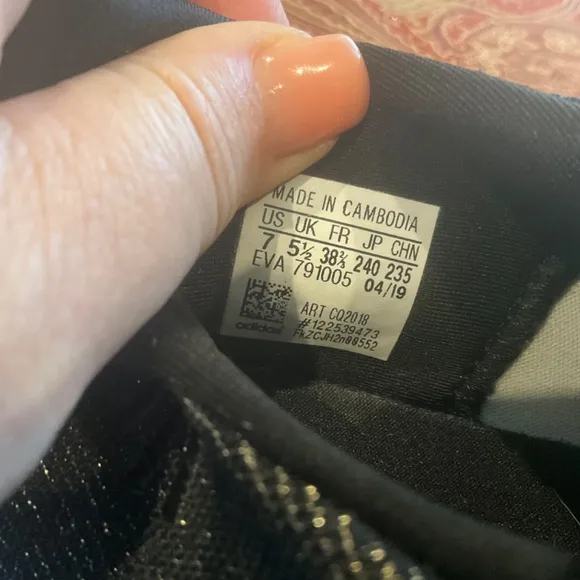 MADE IN CAMBODIA
US UK FR JP CHN
7 5½ 38⅔ 240 235
EVA 791005 04/19
ART CQ2018
#122539473
FkZCJH2n00552
adidas